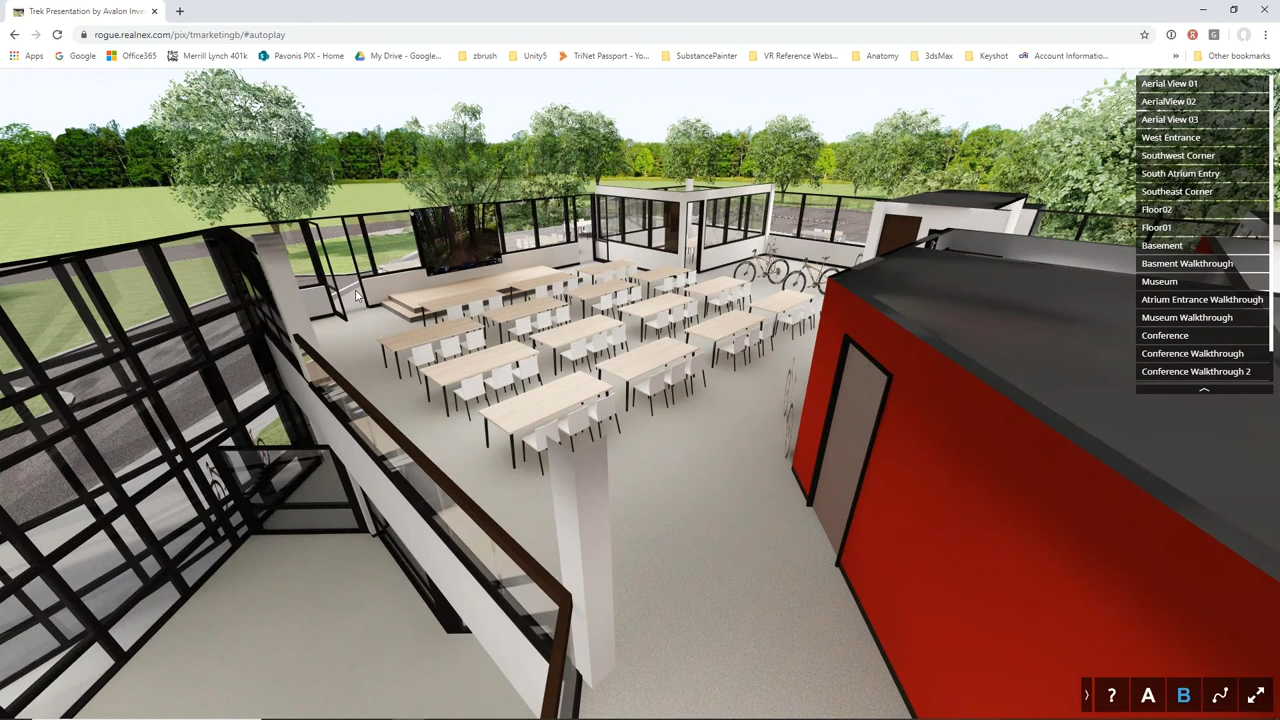 Trek Presentation by Avalon Inve
rogue.realnex.com/pix/tmarketingb/#autoplay
Apps Google Office365 Merrill Lynch 401k Pavonis PIX - Home My Drive - Google... zbrush Unity5 TriNet Passport - Yo... SubstancePainter VR Reference Web... Anatomy 3dsMax Keyshot Account Informatio... » Other bookmarks
Aerial View 01
AerialView 02
Aerial View 03
West Entrance
Southwest Corner
South Atrium Entry
Southeast Corner
Floor02
Floor01
Basement
Basment Walkthrough
Museum
Atrium Entrance Walkthrough
Museum Walkthrough
Conference
Conference Walkthrough
Conference Walkthrough 2
? A B